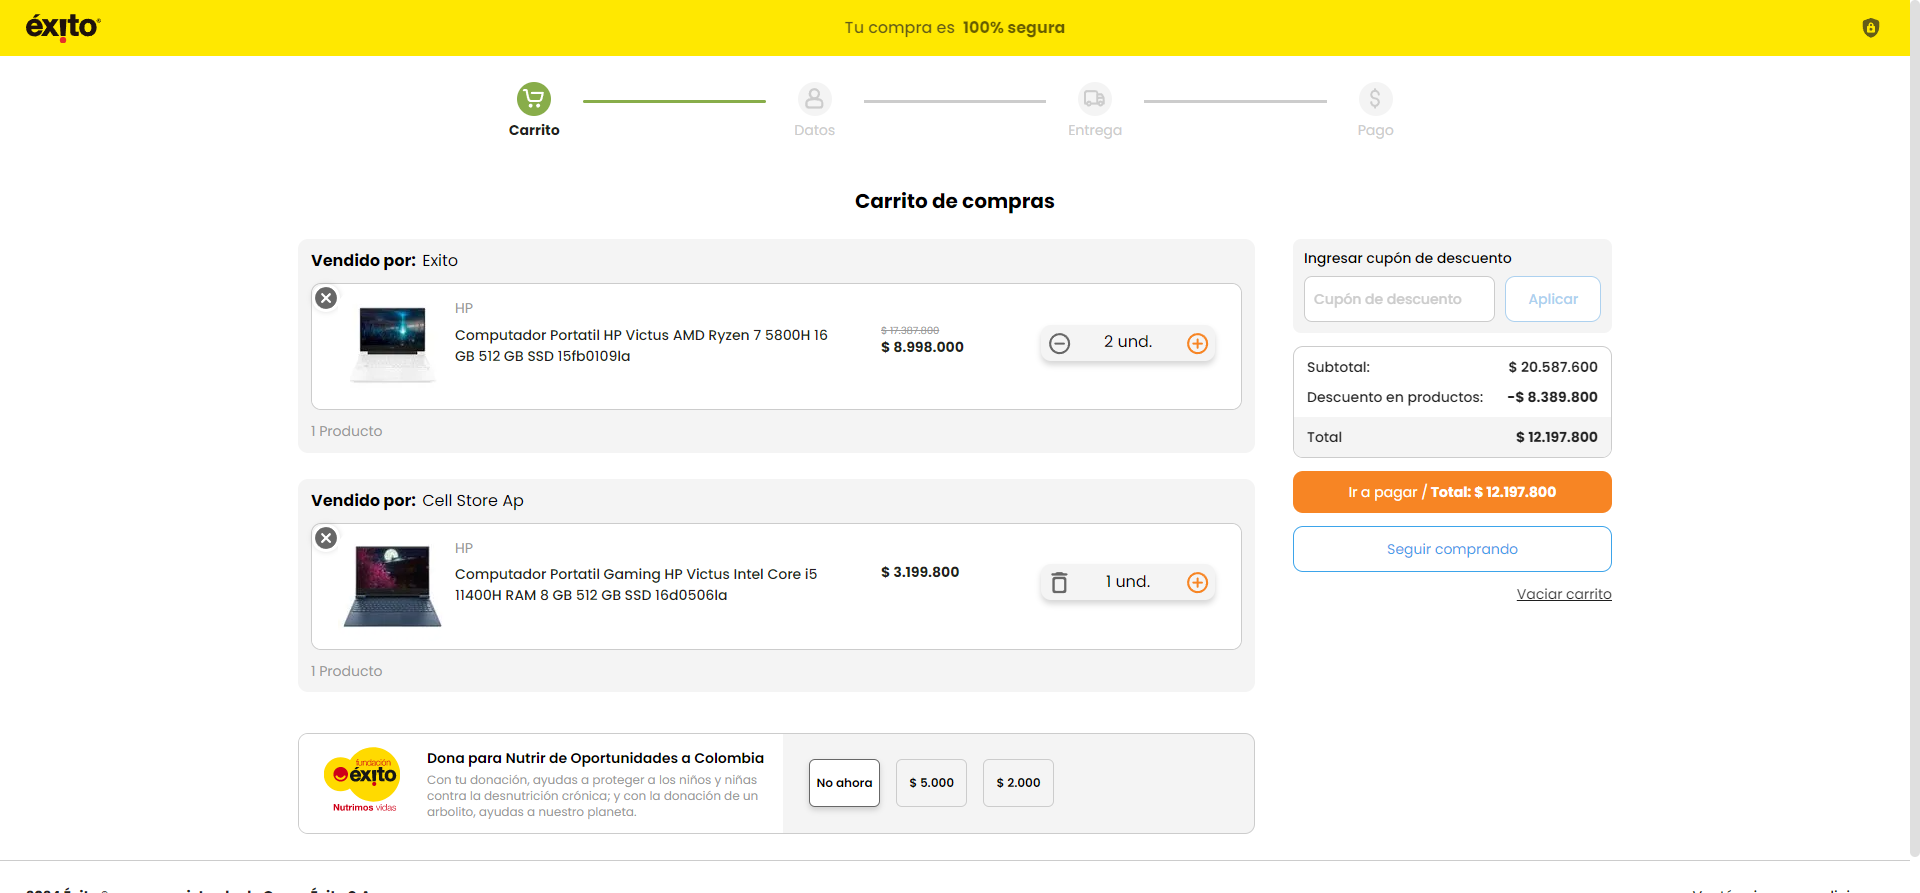 éxito
Tu compra es 100% segura
Carrito
Datos
Entrega
Pago
Carrito de compras
Vendido por: Exito
HP
Computador Portatil HP Victus AMD Ryzen 7 5800H 16
GB 512 GB SSD 15fb0109la
$ 17.387.800
$ 8.998.000
2 und.
1 Producto
Vendido por: Cell Store Ap
HP
Computador Portatil Gaming HP Victus Intel Core i5
11400H RAM 8 GB 512 GB SSD 16d0506la
$ 3.199.800
1 und.
1 Producto
Ingresar cupón de descuento
Cupón de descuento
Aplicar
Subtotal: $ 20.587.600
Descuento en productos: -$ 8.389.800
Total $ 12.197.800
Ir a pagar / Total: $ 12.197.800
Seguir comprando
Vaciar carrito
fundación
éxito
Nutrimos vidas
Dona para Nutrir de Oportunidades a Colombia
Con tu donación, ayudas a proteger a los niños y niñas
contra la desnutrición crónica; y con la donación de un
arbolito, ayudas a nuestro planeta.
No ahora
$ 5.000
$ 2.000